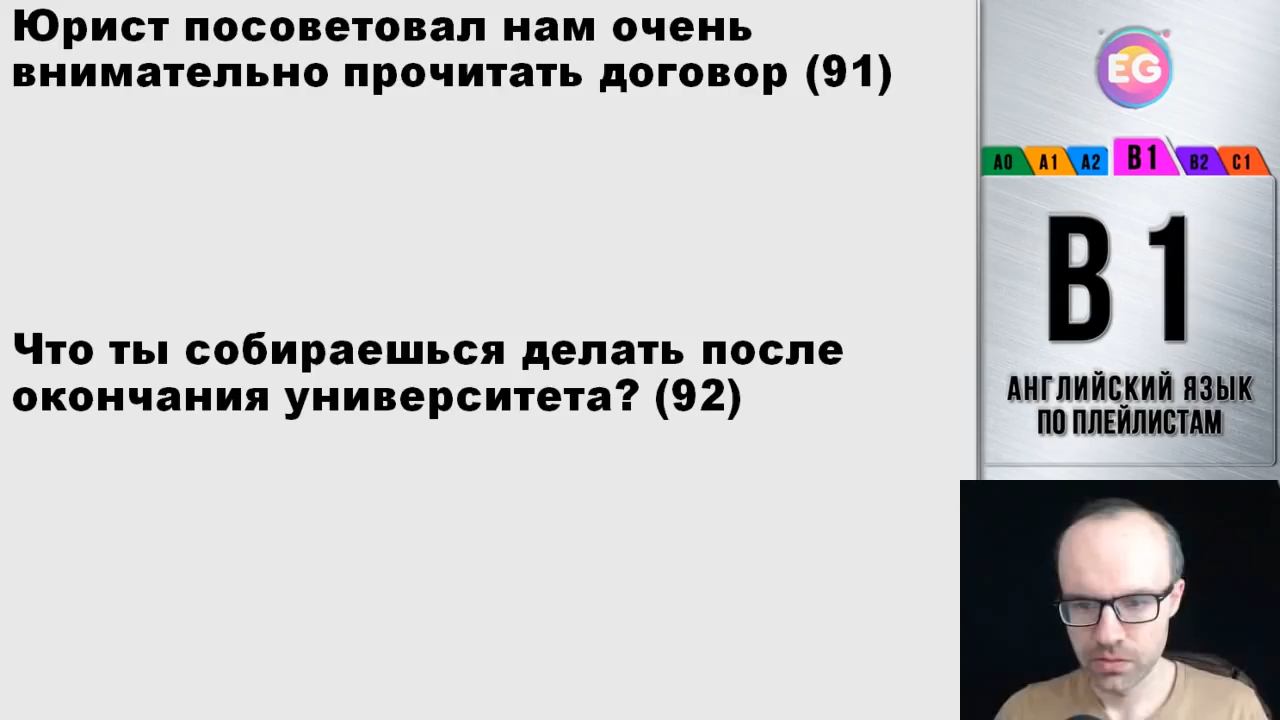 Юрист посоветовал нам очень
внимательно прочитать договор (91)
Что ты собираешься делать после
окончания университета? (92)
EG
A0 A1 A2 B1 B2 C1
B1
АНГЛИЙСКИЙ ЯЗЫК
ПО ПЛЕЙЛИСТАМ